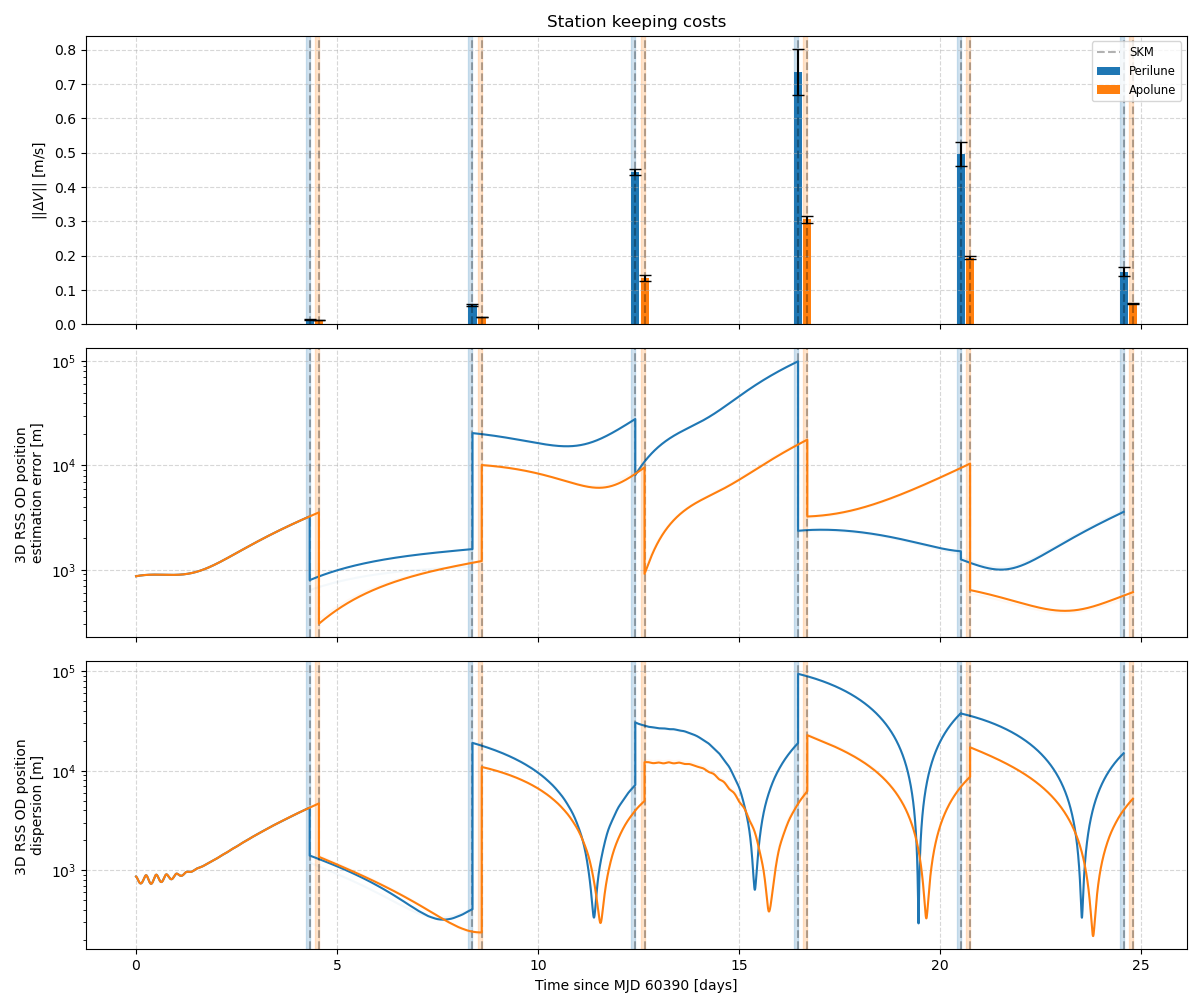 Station keeping costs
||ΔV|| [m/s]
0.8
0.7
0.6
0.5
0.4
0.3
0.2
0.1
0.0
SKM
Perilune
Apolune
3D RSS OD position
estimation error [m]
10⁵
10⁴
10³
3D RSS OD position
dispersion [m]
10⁵
10⁴
10³
0 5 10 15 20 25
Time since MJD 60390 [days]